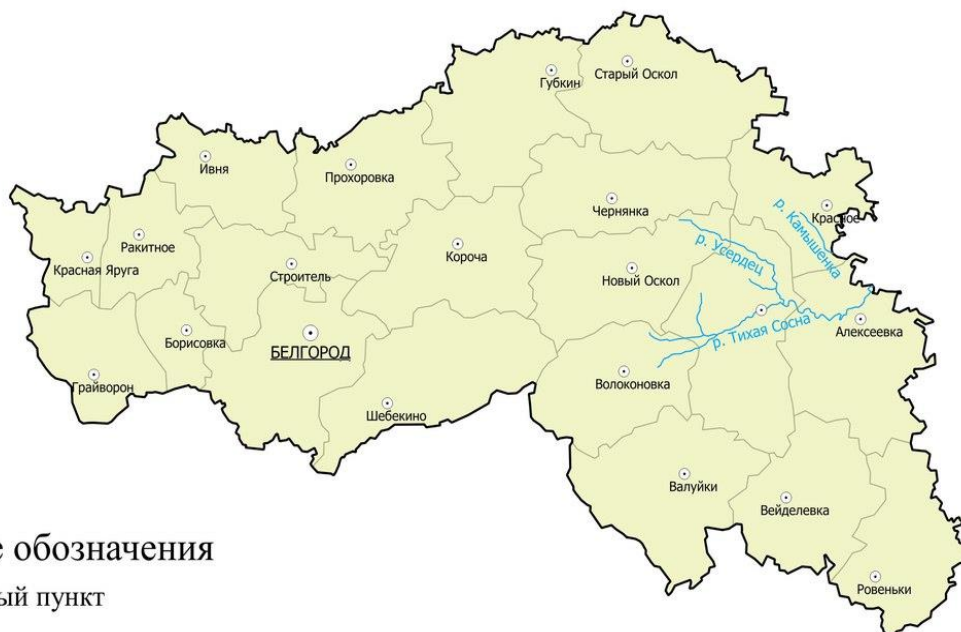 Старый Оскол
Губкин
Ивня
Прохоровка
Чернянка
Красное
р. Камышенка
Ракитное
Красная Яруга
Строитель
Короча
р. Усердец
Новый Оскол
БЕЛГОРОД
Борисовка
р. Тихая Сосна
Алексеевка
Грайворон
Волоконовка
Шебекино
Валуйки
Вейделевка
Ровеньки
е обозначения
ый пункт